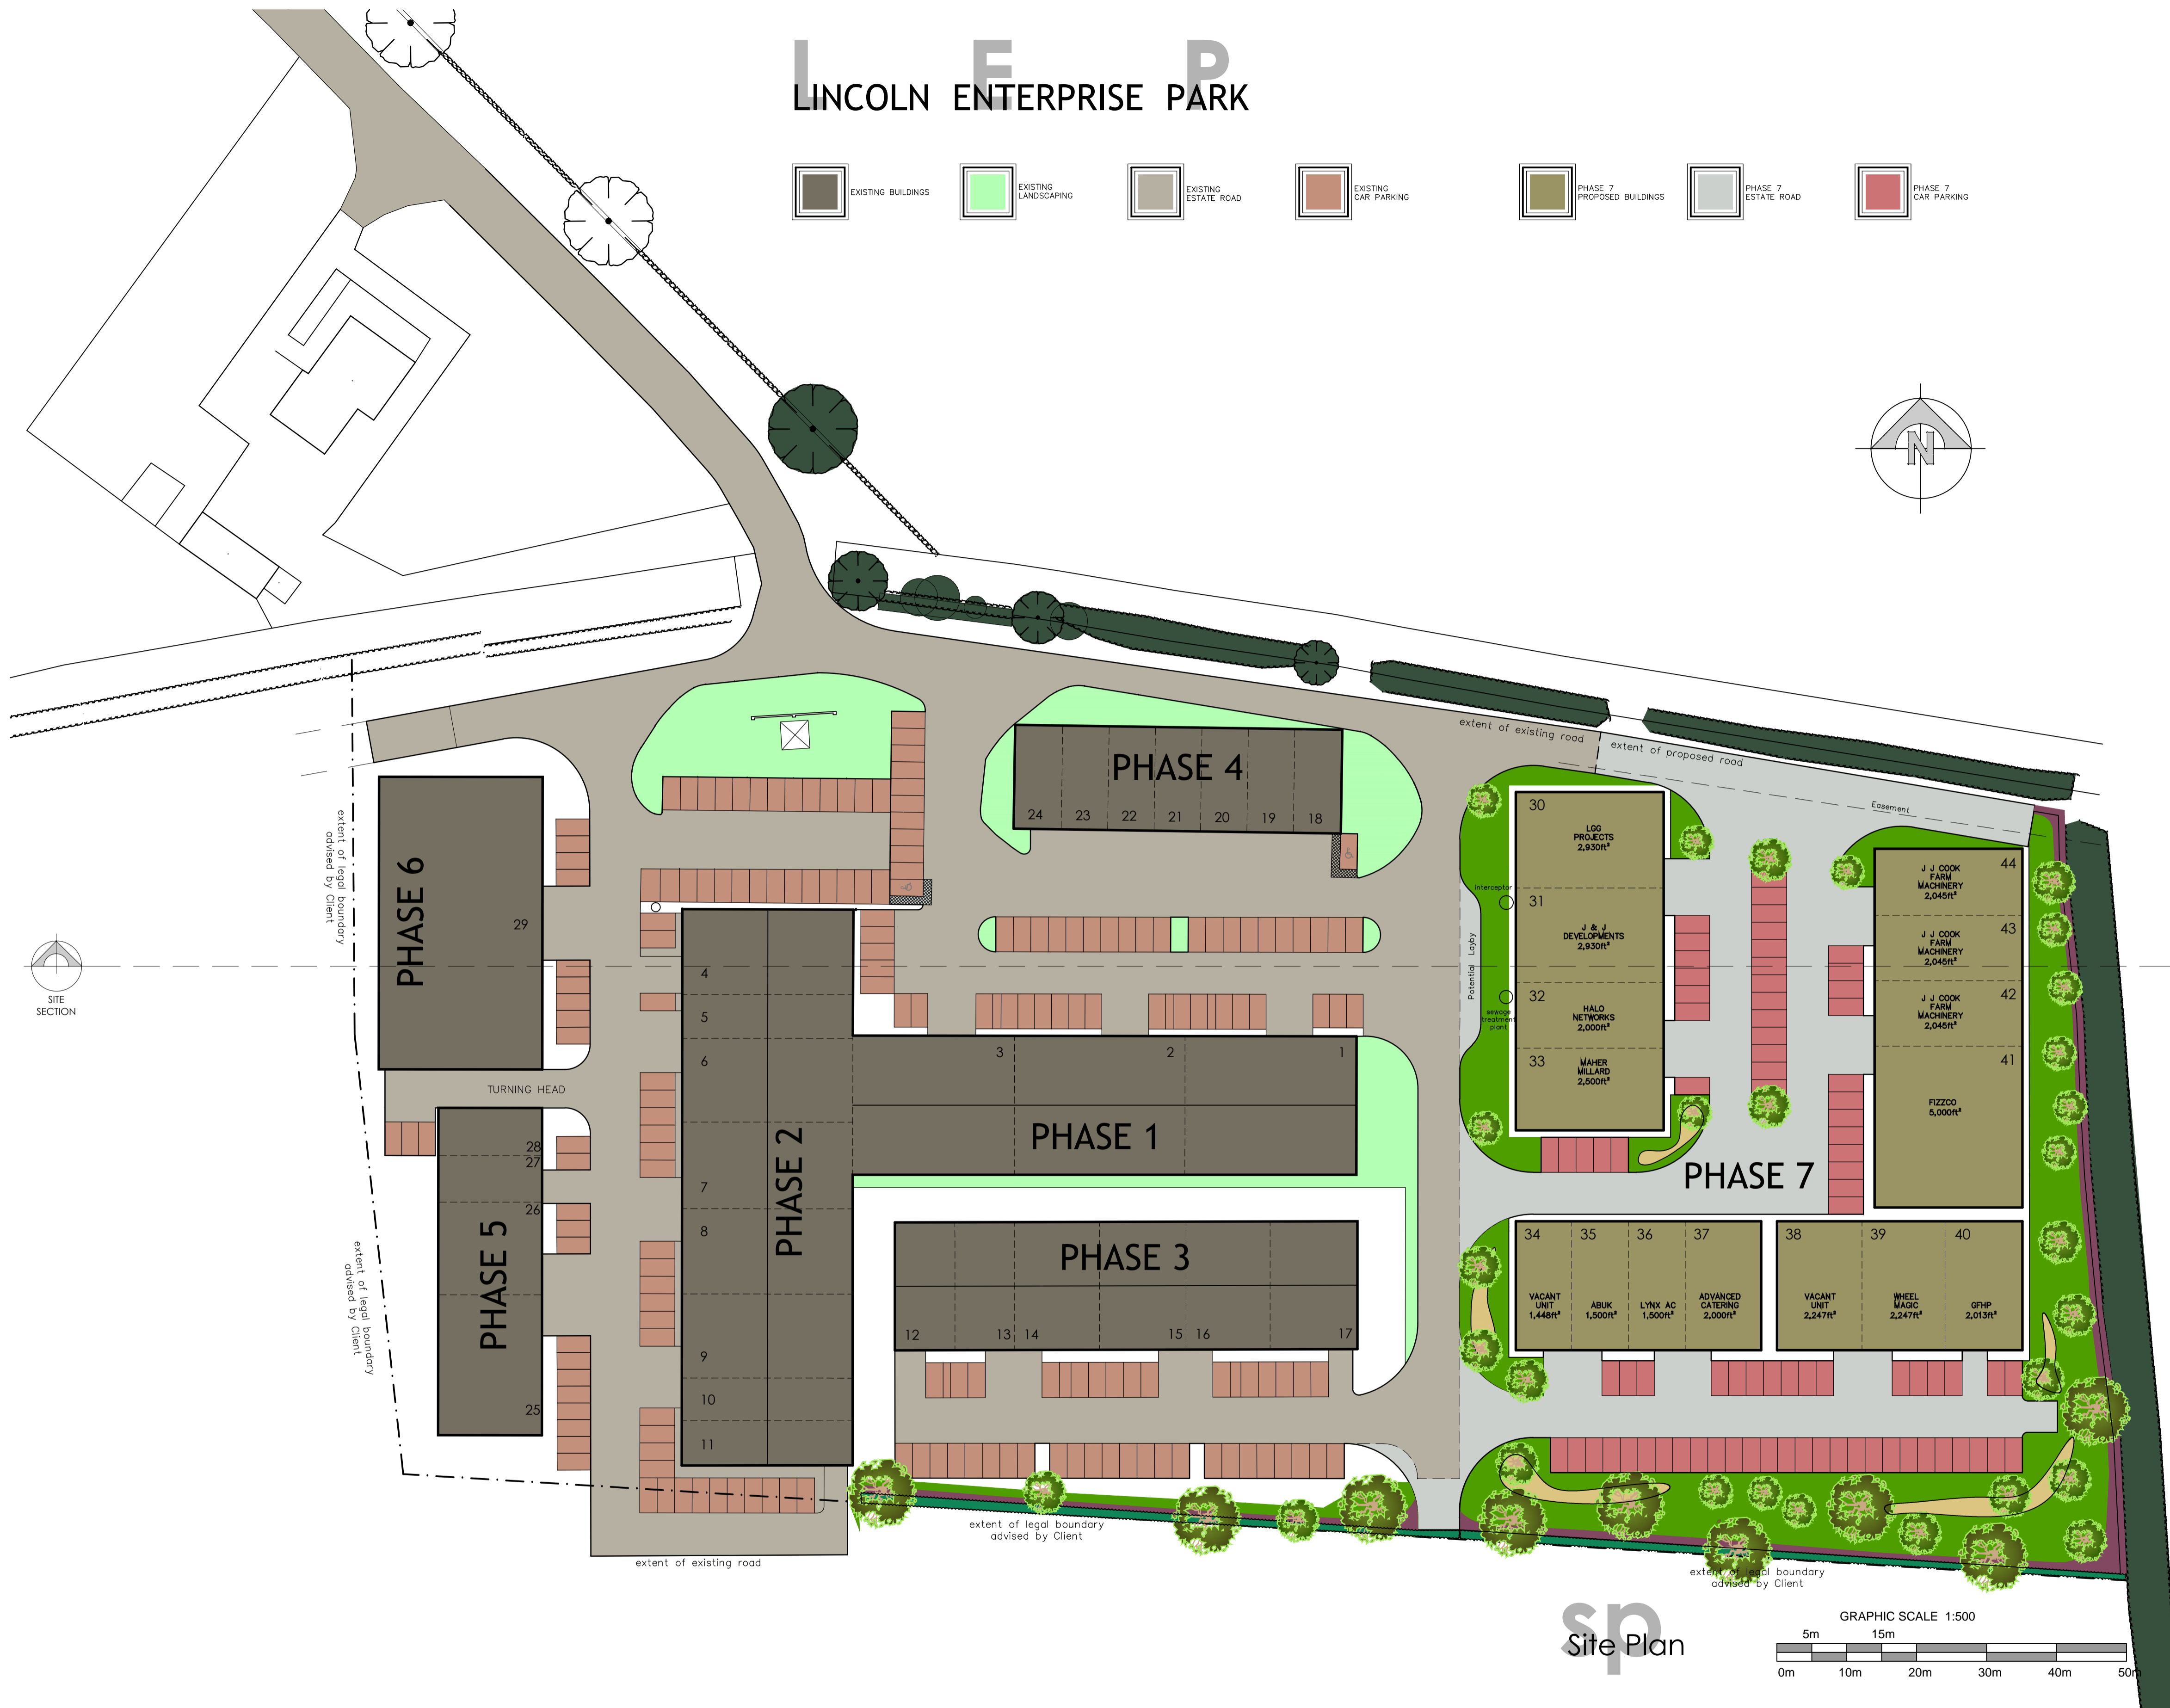 L E P
LINCOLN ENTERPRISE PARK
EXISTING BUILDINGS
EXISTING
LANDSCAPING
EXISTING
ESTATE ROAD
EXISTING
CAR PARKING
PHASE 7
PROPOSED BUILDINGS
PHASE 7
ESTATE ROAD
PHASE 7
CAR PARKING
N
extent of existing road
extent of proposed road
Easement
PHASE 4
24 23 22 21 20 19 18
extent of legal boundary
advised by Client
PHASE 6
29
SITE
SECTION
TURNING HEAD
28
27
26
PHASE 5
25
extent of legal boundary
advised by Client
4
5
6
PHASE 2
7
8
9
10
11
3 2 1
PHASE 1
PHASE 3
12 13 14 15 16 17
Interceptor
Potential Layby
sewage
treatment
plant
30
LGG
PROJECTS
2,930ft²
31
J & J
DEVELOPMENTS
2,930ft²
32
HALO
NETWORKS
2,000ft²
33
MAHER
MILLARD
2,500ft²
44
J J COOK
FARM
MACHINERY
2,045ft²
43
J J COOK
FARM
MACHINERY
2,045ft²
42
J J COOK
FARM
MACHINERY
2,045ft²
41
FIZZCO
5,000ft²
PHASE 7
34
VACANT
UNIT
1,448ft²
35
ABUK
1,500ft²
36
LYNX AC
1,500ft²
37
ADVANCED
CATERING
2,000ft²
38
VACANT
UNIT
2,247ft²
39
WHEEL
MAGIC
2,247ft²
40
GFHP
2,013ft²
extent of existing road
extent of legal boundary
advised by Client
extent of legal boundary
advised by Client
sp
Site Plan
GRAPHIC SCALE 1:500
5m 15m
0m 10m 20m 30m 40m 50m